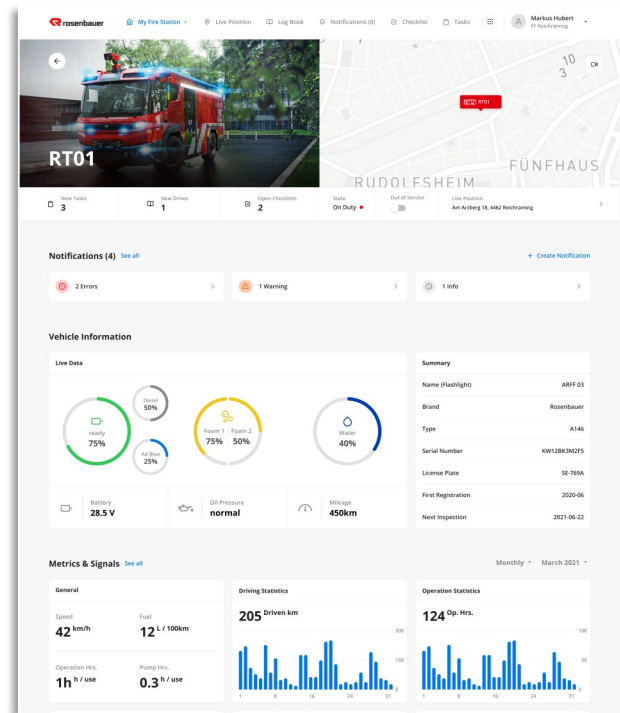 rosenbauer
My Fire Station
Live Position
Log Book
Notifications (0)
Checklist
Tasks
Markus Hubert
FF Reichraming
RT01
10
3
RT01
FÜNFHAUS
RUDOLFSHEIM
New Tasks
3
New Drives
1
Open Checklists
2
State
On Duty
Out of Service
Live Position
Am Arzberg 18, 4462 Reichraming
Notifications (4) See all
+ Create Notification
2 Errors
1 Warning
1 Info
Vehicle Information
Live Data
ready
75%
Diesel
50%
Ad Blue
25%
Foam 1 Foam 2
75% 50%
Water
40%
Battery
28.5 V
Oil Pressure
normal
Mileage
450km
Summary
Name (Flashlight) ARFF 03
Brand Rosenbauer
Type A146
Serial Number KW12BK3M2F5
License Plate SE-769A
First Registration 2020-06
Next Inspection 2021-06-22
Metrics & Signals See all
Monthly March 2021
General
Speed
42 km/h
Fuel
12 L / 100km
Operation Hrs.
1h h / use
Pump Hrs.
0.3 h / use
Driving Statistics
205 Driven km
300
150
0
1 8 16 24 31
Operation Statistics
124 Op. Hrs.
100
50
0
1 8 16 24 31